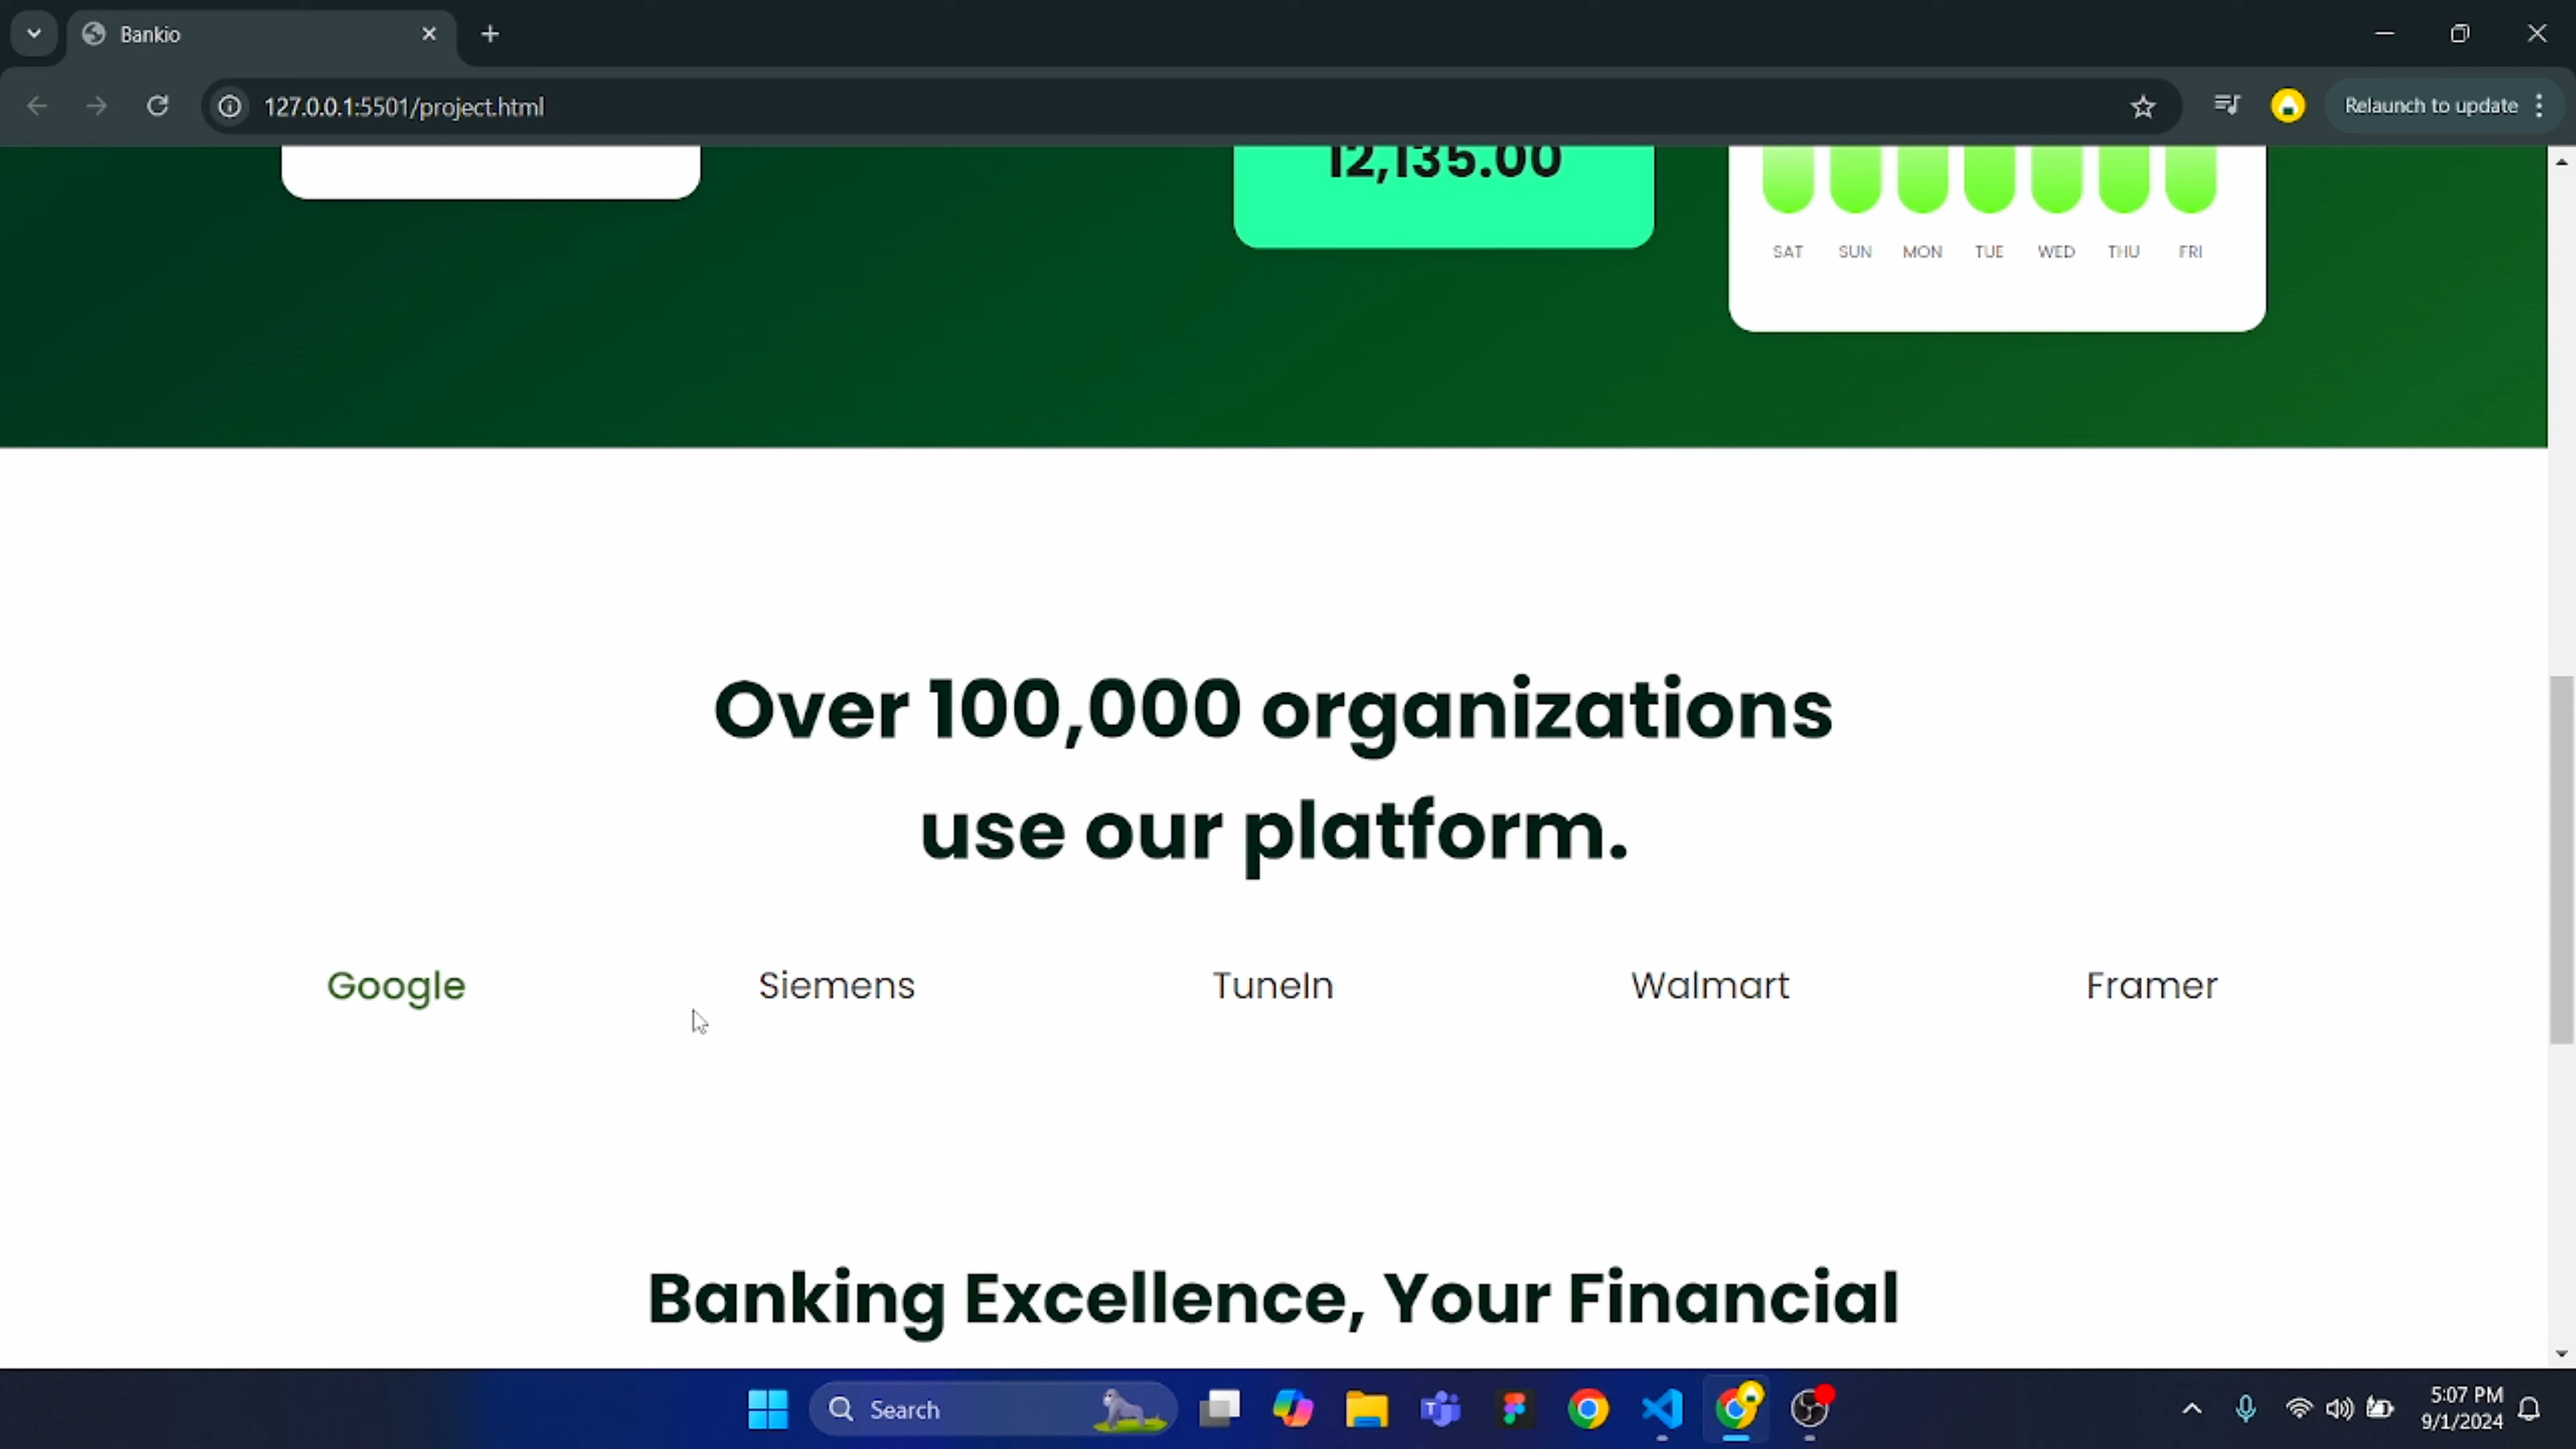 Bankio
127.0.0.1:5501/project.html
Relaunch to update
12,135.00
SAT SUN MON TUE WED THU FRI
Over 100,000 organizations
use our platform.
Google Siemens TuneIn Walmart Framer
Banking Excellence, Your Financial
Search
5:07 PM
9/1/2024